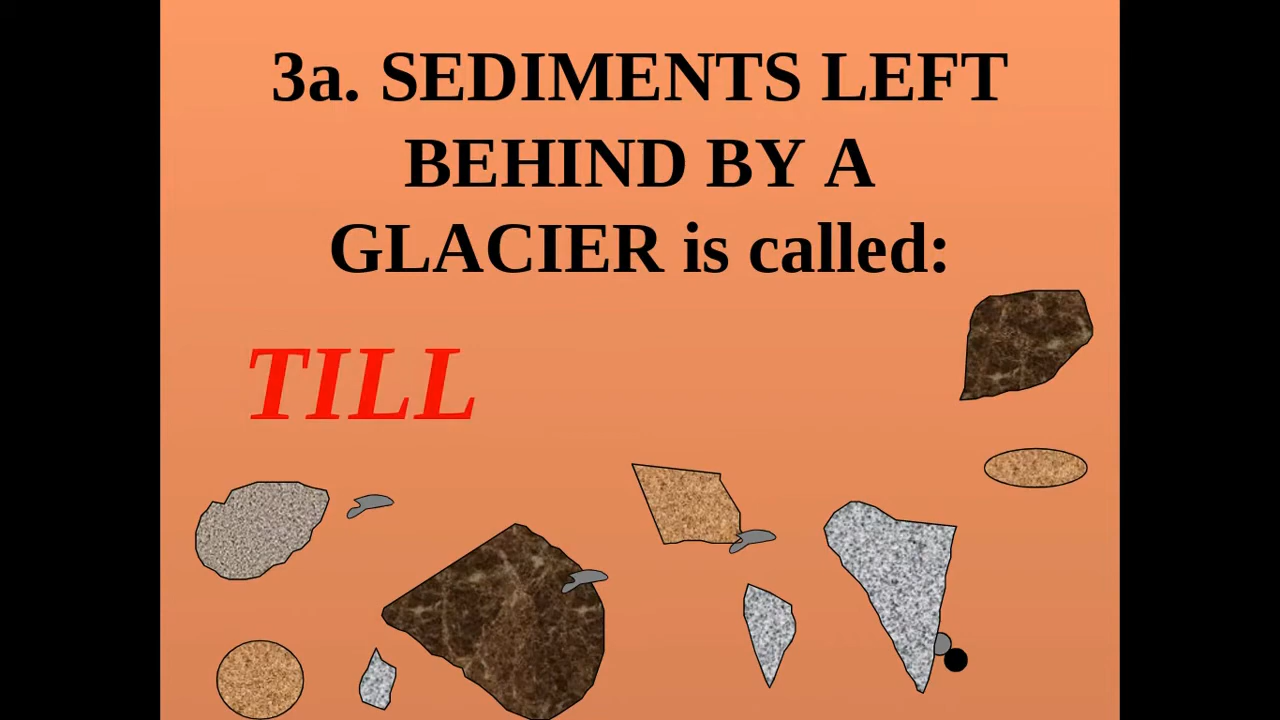 3a. SEDIMENTS LEFT
BEHIND BY A
GLACIER is called:
TILL